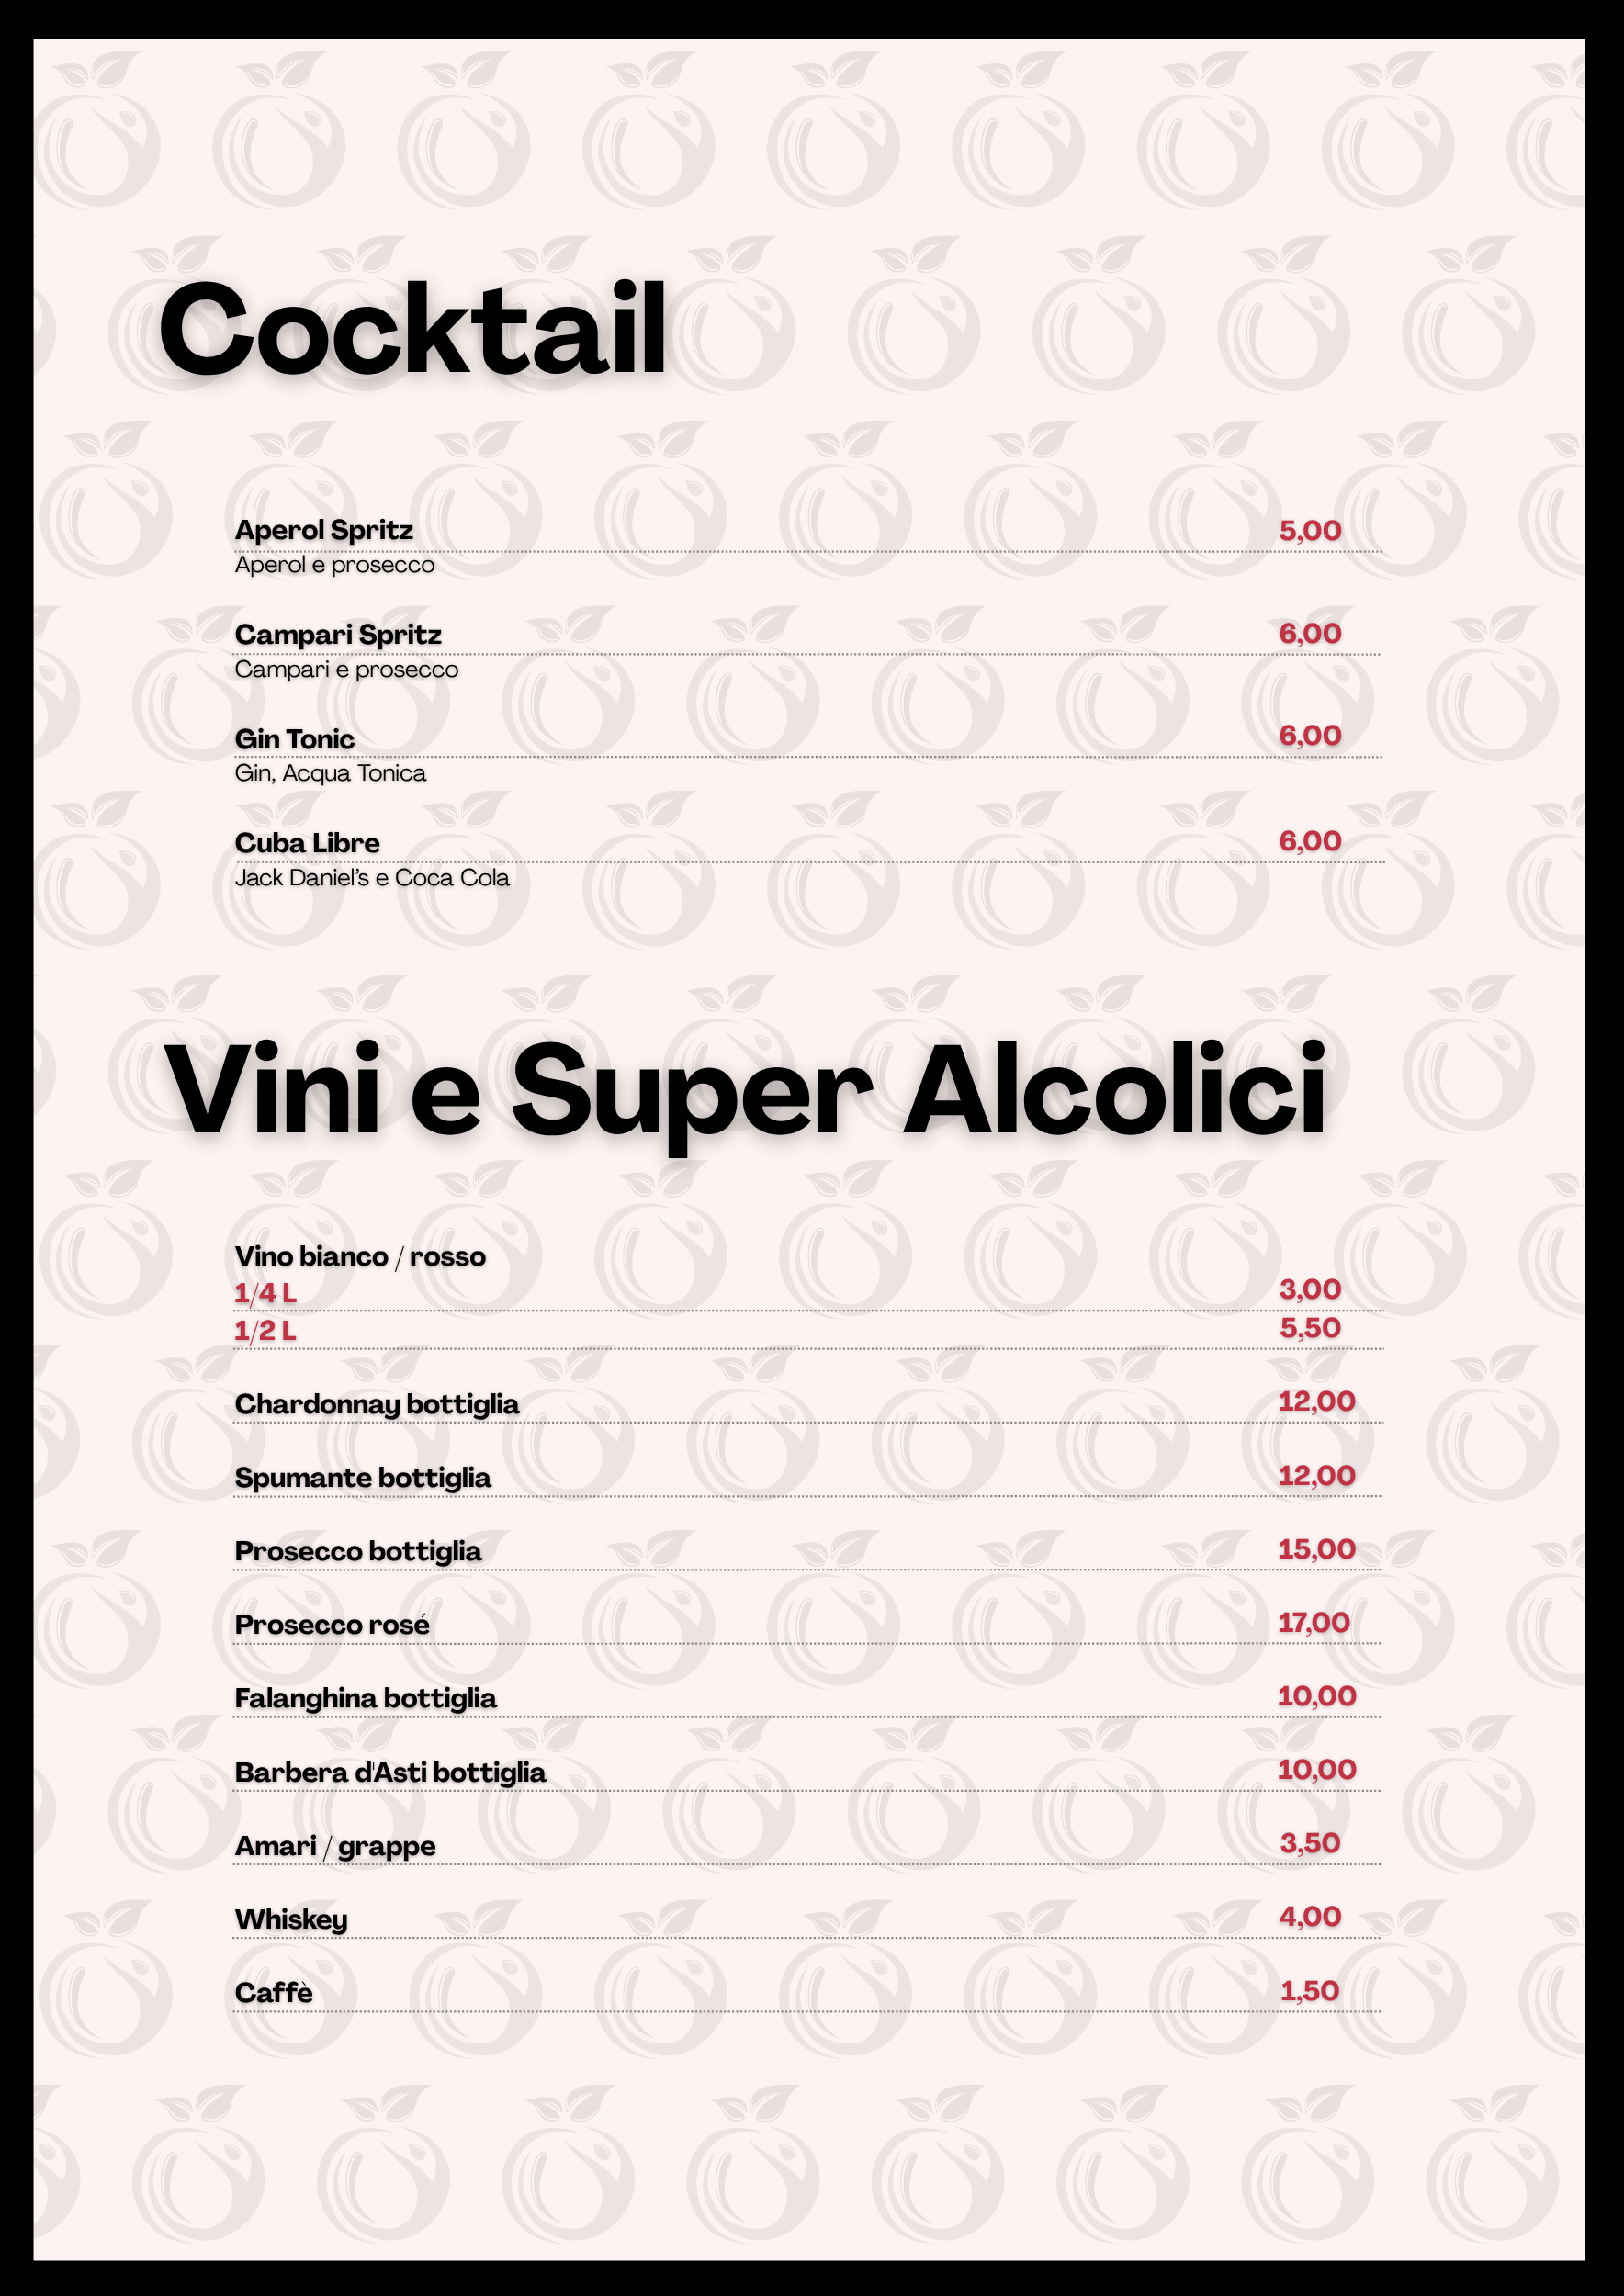 Cocktail
Aperol Spritz 5,00
Aperol e prosecco
Campari Spritz 6,00
Campari e prosecco
Gin Tonic 6,00
Gin, Acqua Tonica
Cuba Libre 6,00
Jack Daniel’s e Coca Cola
Vini e Super Alcolici
Vino bianco / rosso
1/4 L 3,00
1/2 L 5,50
Chardonnay bottiglia 12,00
Spumante bottiglia 12,00
Prosecco bottiglia 15,00
Prosecco rosé 17,00
Falanghina bottiglia 10,00
Barbera d'Asti bottiglia 10,00
Amari / grappe 3,50
Whiskey 4,00
Caffè 1,50